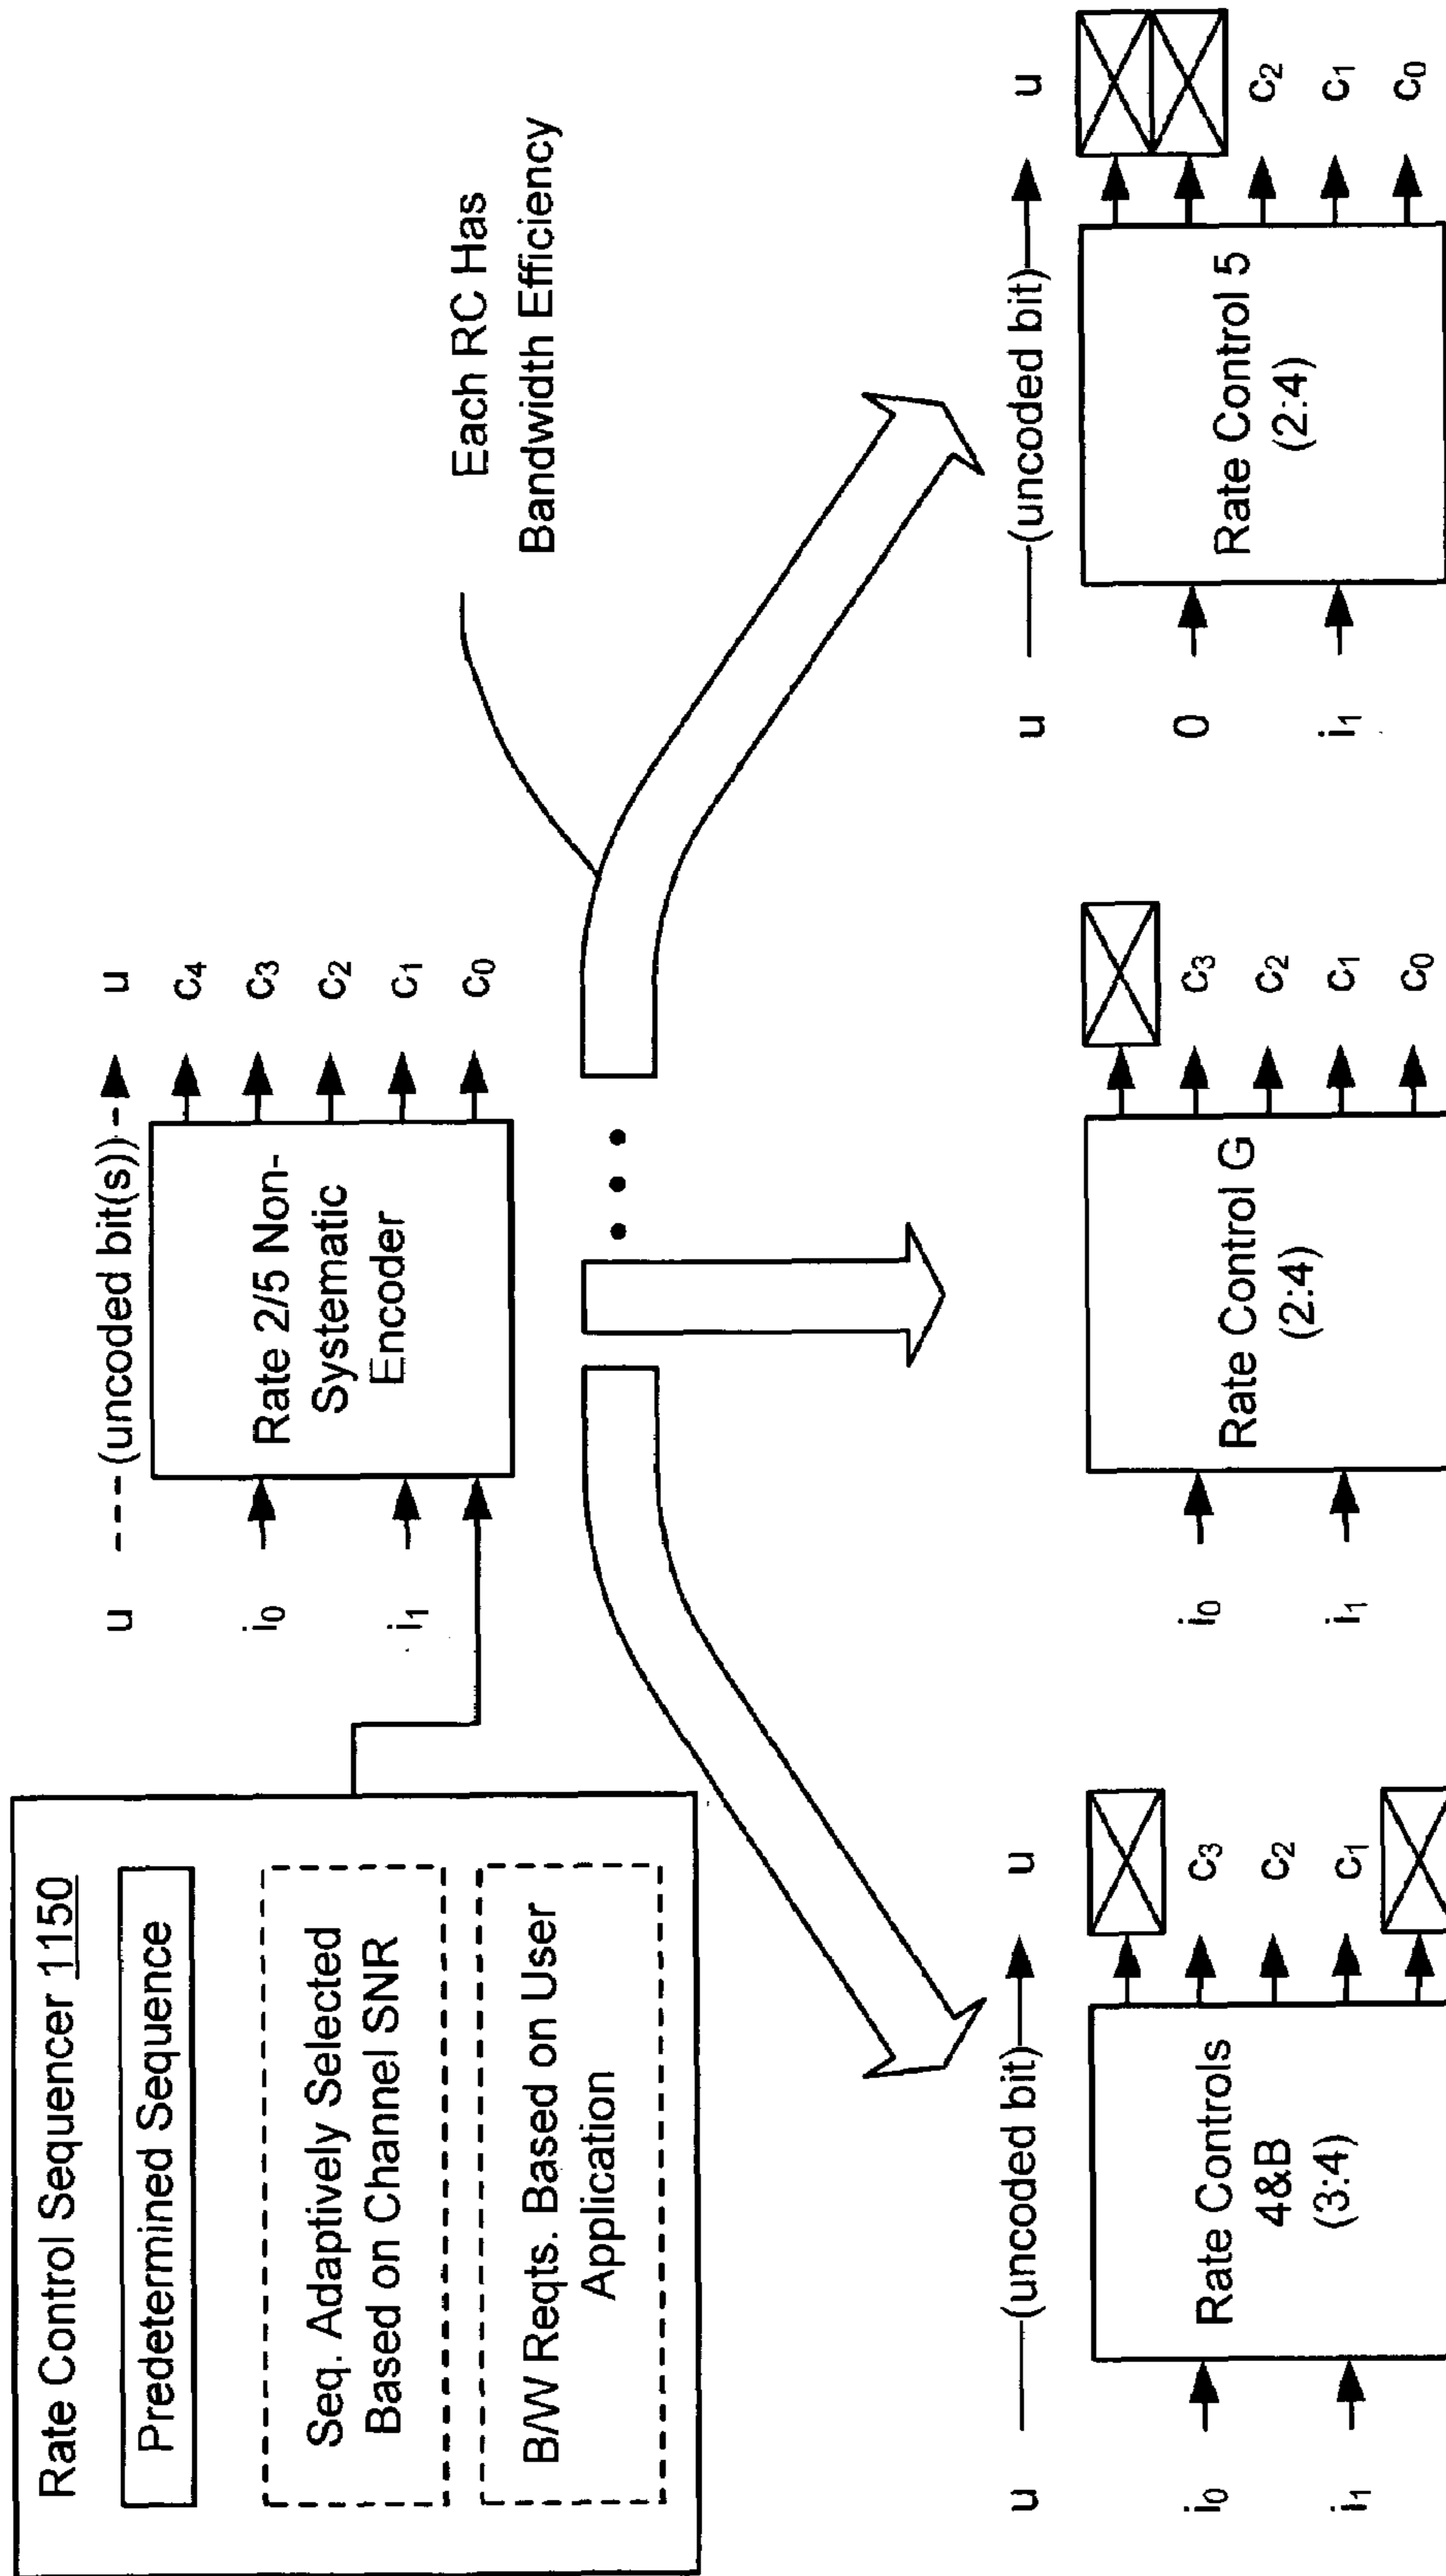 Rate Control Sequencer 1150
Predetermined Sequence
Seq. Adaptively Selected
Based on Channel SNR
B/W Reqts. Based on User
Application
u (uncoded bit(s)) u
i₀
i₁
Rate 2/5 Non-
Systematic
Encoder
c₄
c₃
c₂
c₁
c₀
Each RC Has
Bandwidth Efficiency
u (uncoded bit) u
i₀
i₁
Rate Controls
4&B
(3:4)
c₃
c₂
c₁
i₀
i₁
Rate Control G
(2:4)
c₃
c₂
c₁
c₀
u (uncoded bit) u
0
i₁
Rate Control 5
(2:4)
c₂
c₁
c₀